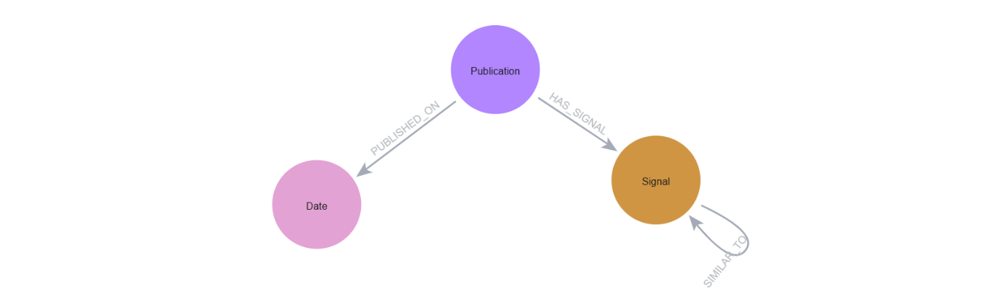 Publication
PUBLISHED_ON
HAS_SIGNAL
Date
Signal
SIMILAR_TO